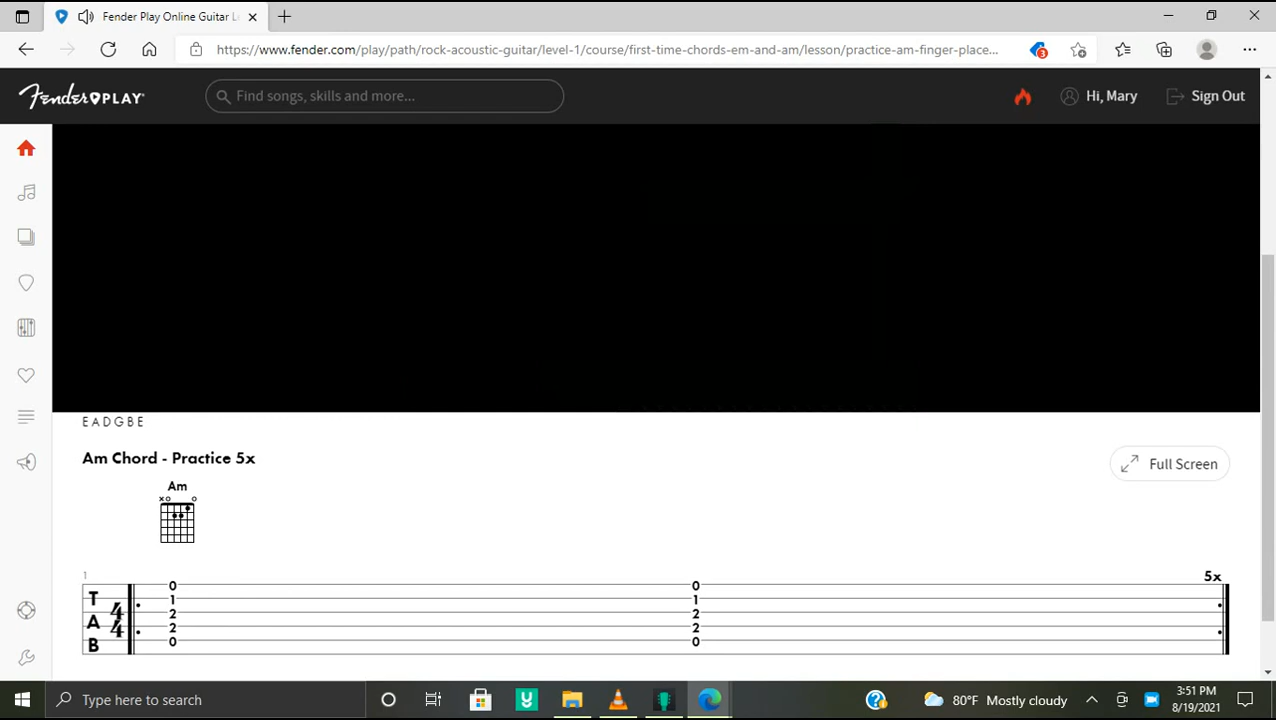 Fender Play Online Guitar L
https://www.fender.com/play/path/rock-acoustic-guitar/level-1/course/first-time-chords-em-and-am/lesson/practice-am-finger-place...
3
Fender PLAY
Find songs, skills and more...
Hi, Mary
Sign Out
E A D G B E
Am Chord - Practice 5x
Full Screen
Am
x o o
1
5x
T A B
4 4
0 1 2 2 0
0 1 2 2 0
Type here to search
80°F Mostly cloudy
3:51 PM
8/19/2021